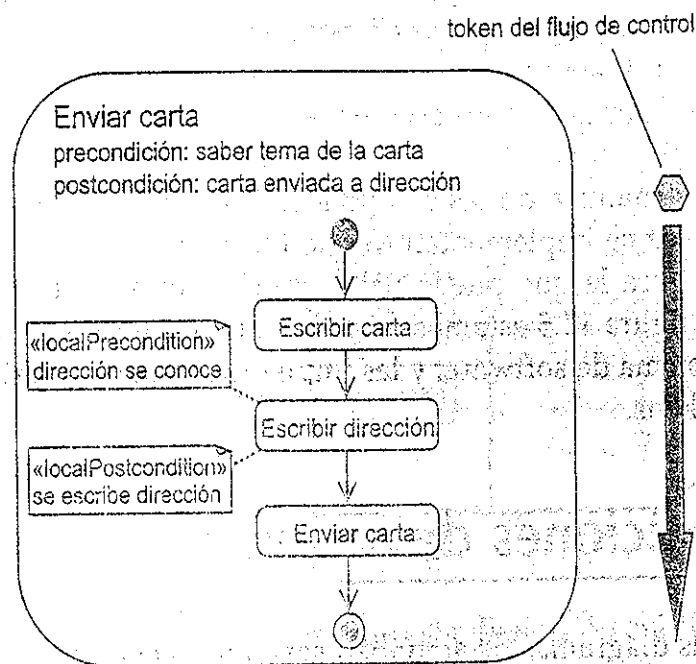 token del flujo de control
Enviar carta
precondición: saber tema de la carta
postcondición: carta enviada a dirección
Escribir carta
«localPrecondition»
dirección se conoce
Escribir dirección
«localPostcondition»
se escribe dirección
Enviar carta